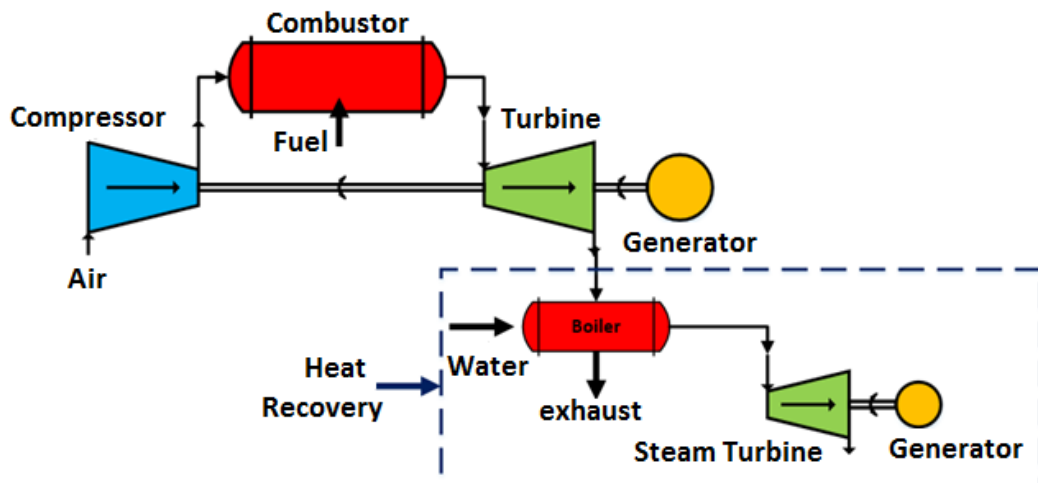 Combustor
Compressor
Turbine
Fuel
Generator
Air
Boiler
Water
Heat
Recovery
exhaust
Steam Turbine
Generator